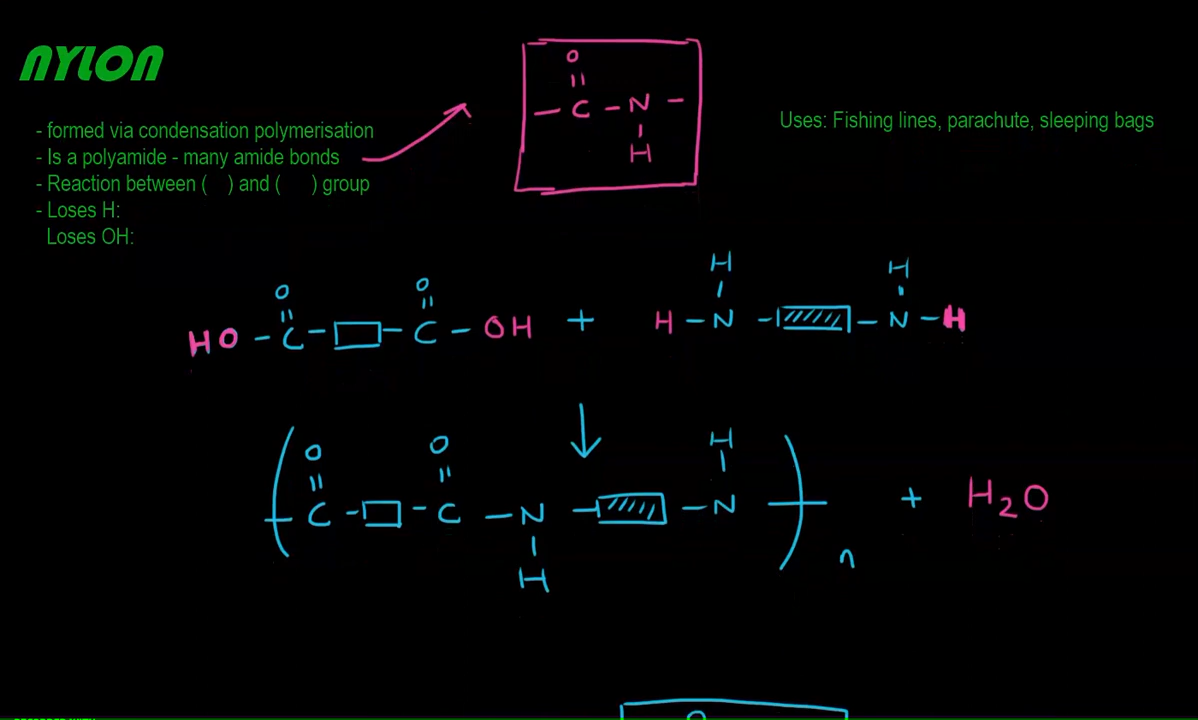 NYLON
- formed via condensation polymerisation
- Is a polyamide - many amide bonds
- Reaction between ( ) and ( ) group
- Loses H:
Loses OH:
O
C - N -
H
Uses: Fishing lines, parachute, sleeping bags
O O H H
HO - C - - C - OH + H - N - - N - H
O O H
- C - - C - N - - N - + H2O
H n